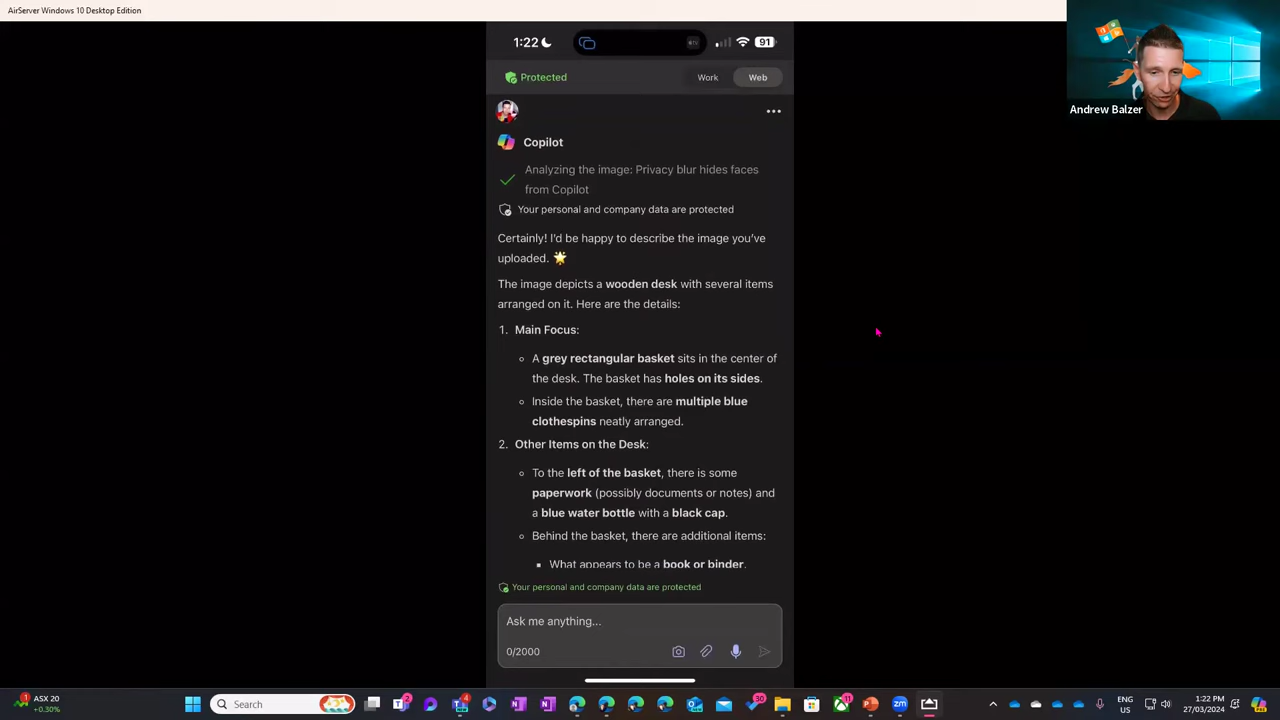 AirServer Windows 10 Desktop Edition
1:22
91
Protected
Work
Web
Andrew Balzer
Copilot
Analyzing the image: Privacy blur hides faces
from Copilot
Your personal and company data are protected
Certainly! I'd be happy to describe the image you've
uploaded.
The image depicts a wooden desk with several items
arranged on it. Here are the details:
1. Main Focus:
A grey rectangular basket sits in the center of
the desk. The basket has holes on its sides.
Inside the basket, there are multiple blue
clothespins neatly arranged.
2. Other Items on the Desk:
To the left of the basket, there is some
paperwork (possibly documents or notes) and
a blue water bottle with a black cap.
Behind the basket, there are additional items:
What appears to be a book or binder.
Your personal and company data are protected
Ask me anything...
0/2000
1
ASX 20
+0.30%
Search
2
4
30
11
zm
ENG
US
1:22 PM
27/03/2024